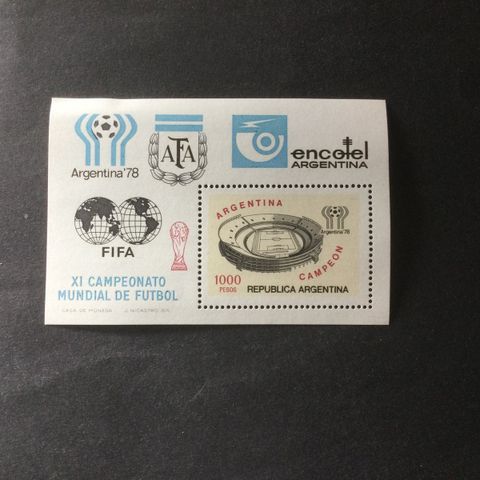 Argentina '78
AFA
encotel
ARGENTINA
FIFA
XI CAMPEONATO
MUNDIAL DE FUTBOL
CASA DE MONEDA
J. NICASTRO
ARGENTINA
CAMPEON
Argentina '78
1000
PESOS
REPUBLICA ARGENTINA